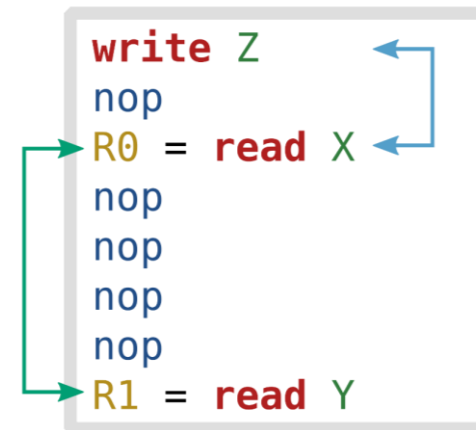 write Z
nop
R0 = read X
nop
nop
nop
nop
R1 = read Y